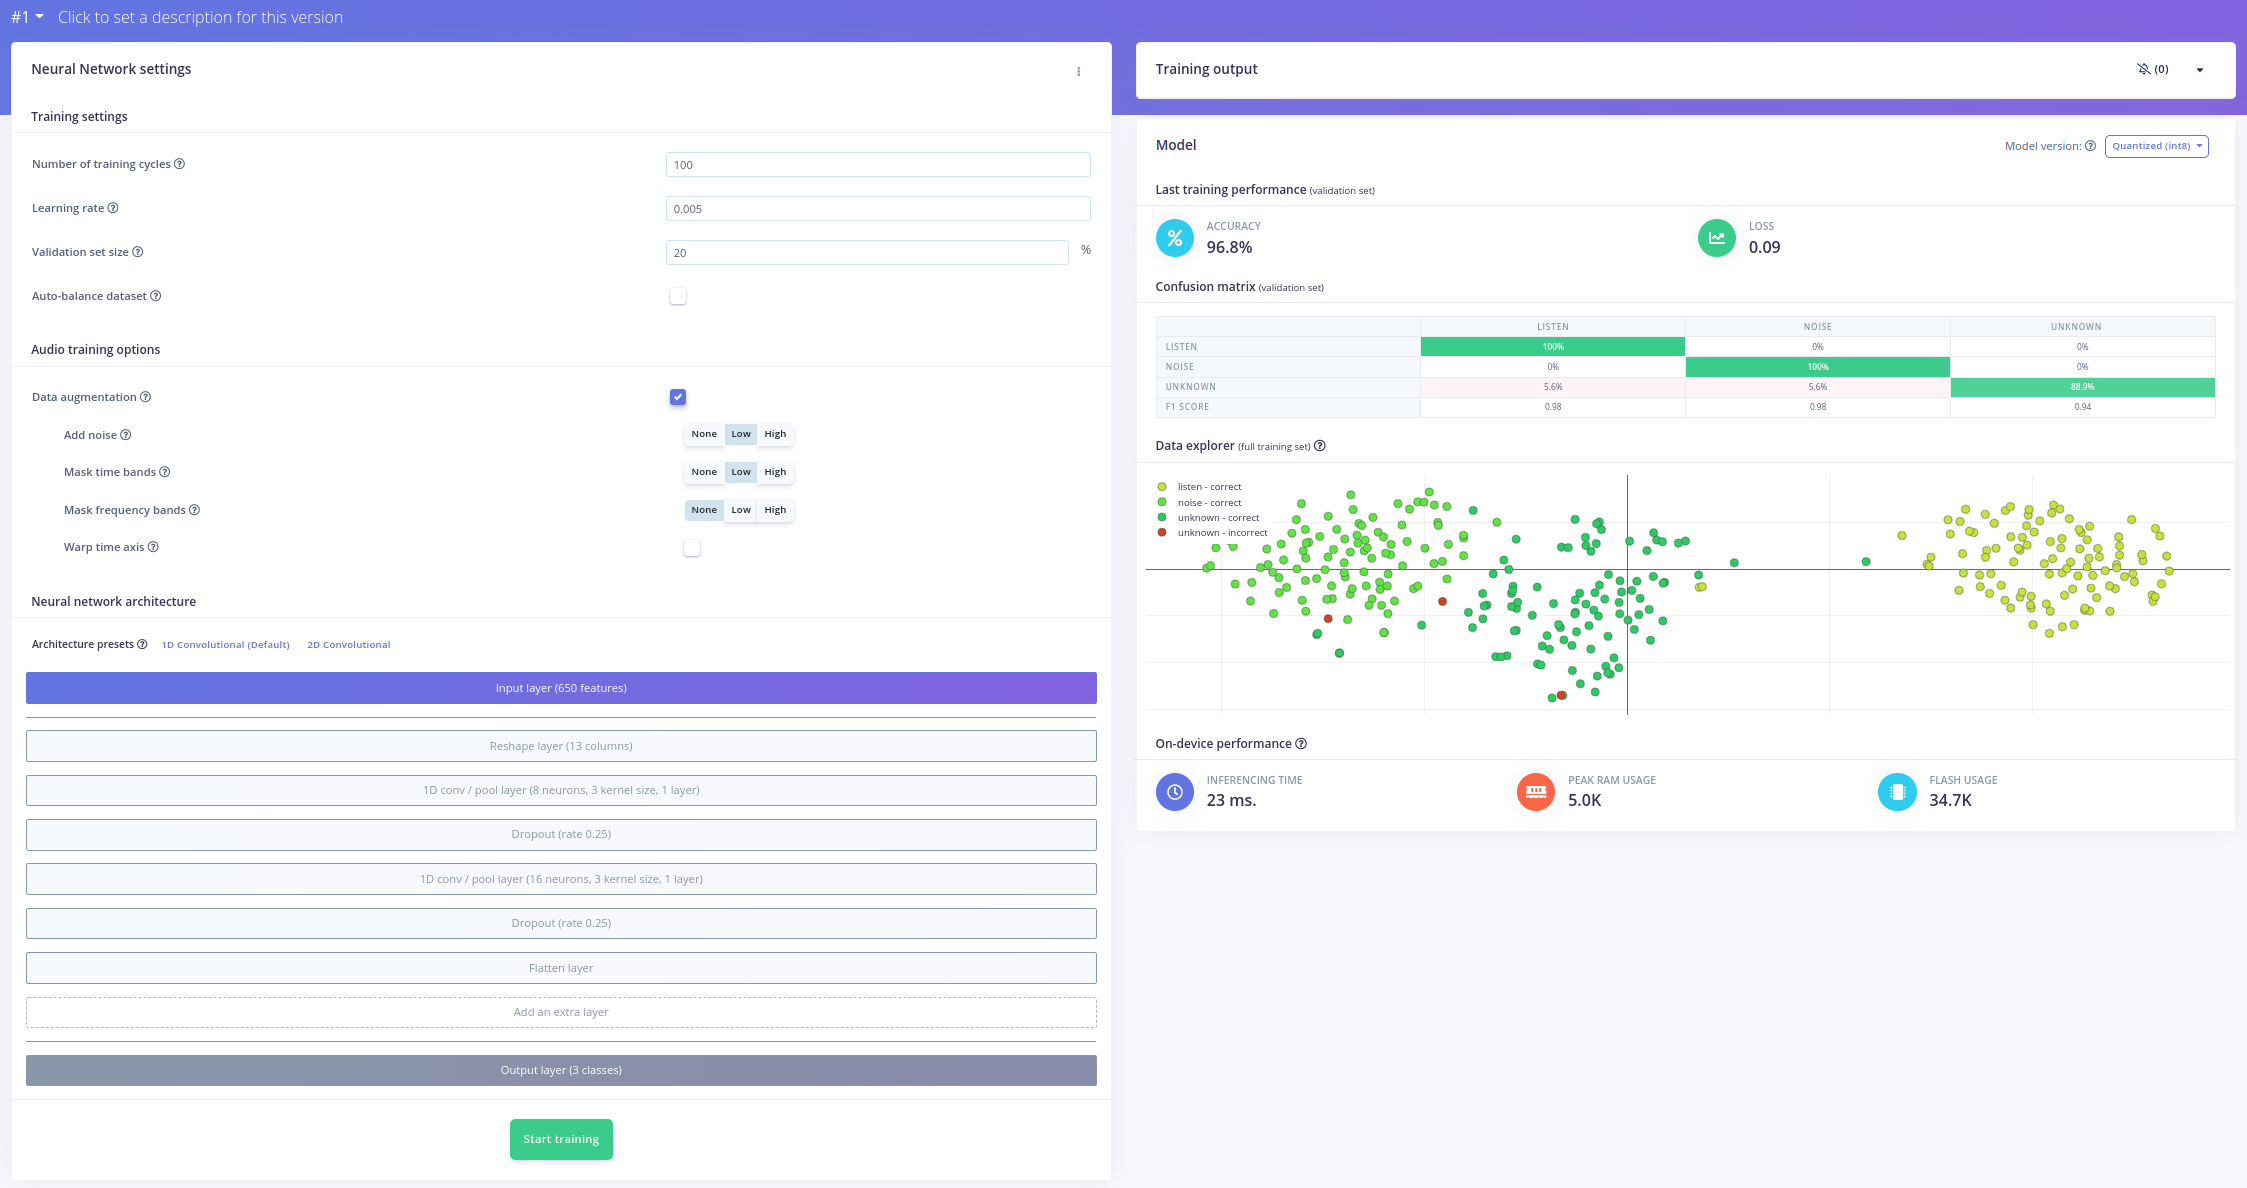 #1 Click to set a description for this version
Neural Network settings
Training settings
Number of training cycles ? 100
Learning rate ? 0.005
Validation set size ? 20 %
Auto-balance dataset ?
Audio training options
Data augmentation ?
Add noise ? None Low High
Mask time bands ? None Low High
Mask frequency bands ? None Low High
Warp time axis ?
Neural network architecture
Architecture presets ? 1D Convolutional (Default) 2D Convolutional
Input layer (650 features)
Reshape layer (13 columns)
1D conv / pool layer (8 neurons, 3 kernel size, 1 layer)
Dropout (rate 0.25)
1D conv / pool layer (16 neurons, 3 kernel size, 1 layer)
Dropout (rate 0.25)
Flatten layer
Add an extra layer
Output layer (3 classes)
Start training
Training output (0)
Model Model version: ? Quantized (int8)
Last training performance (validation set)
% ACCURACY LOSS
96.8% 0.09
Confusion matrix (validation set)
LISTEN NOISE UNKNOWN
LISTEN 100% 0% 0%
NOISE 0% 100% 0%
UNKNOWN 5.6% 5.6% 88.9%
F1 SCORE 0.98 0.98 0.94
Data explorer (full training set) ?
listen - correct
noise - correct
unknown - correct
unknown - incorrect
On-device performance ?
INFERENCING TIME PEAK RAM USAGE FLASH USAGE
23 ms. 5.0K 34.7K